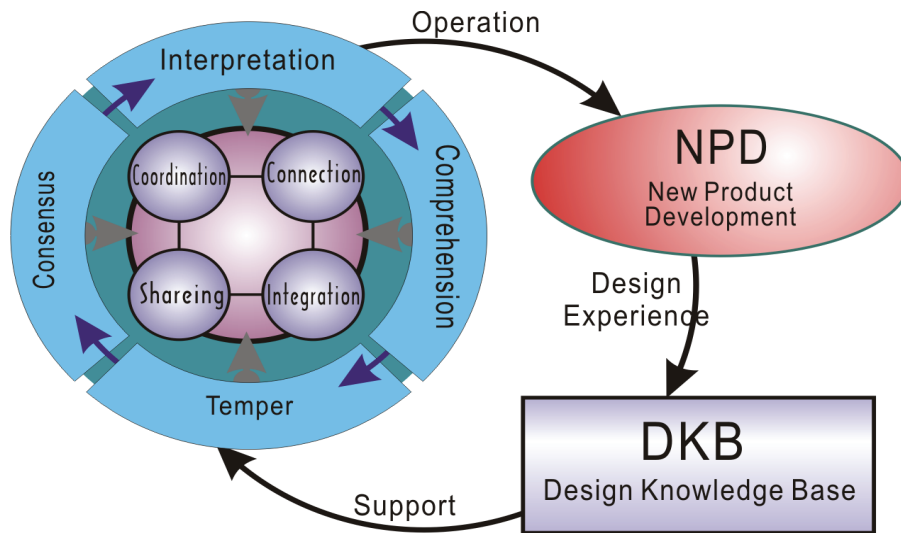 Operation
Interpretation
NPD
New Product
Development
Coordination
Connection
Comprehension
Consensus
Shareing
Integration
Design
Experience
Temper
DKB
Design Knowledge Base
Support